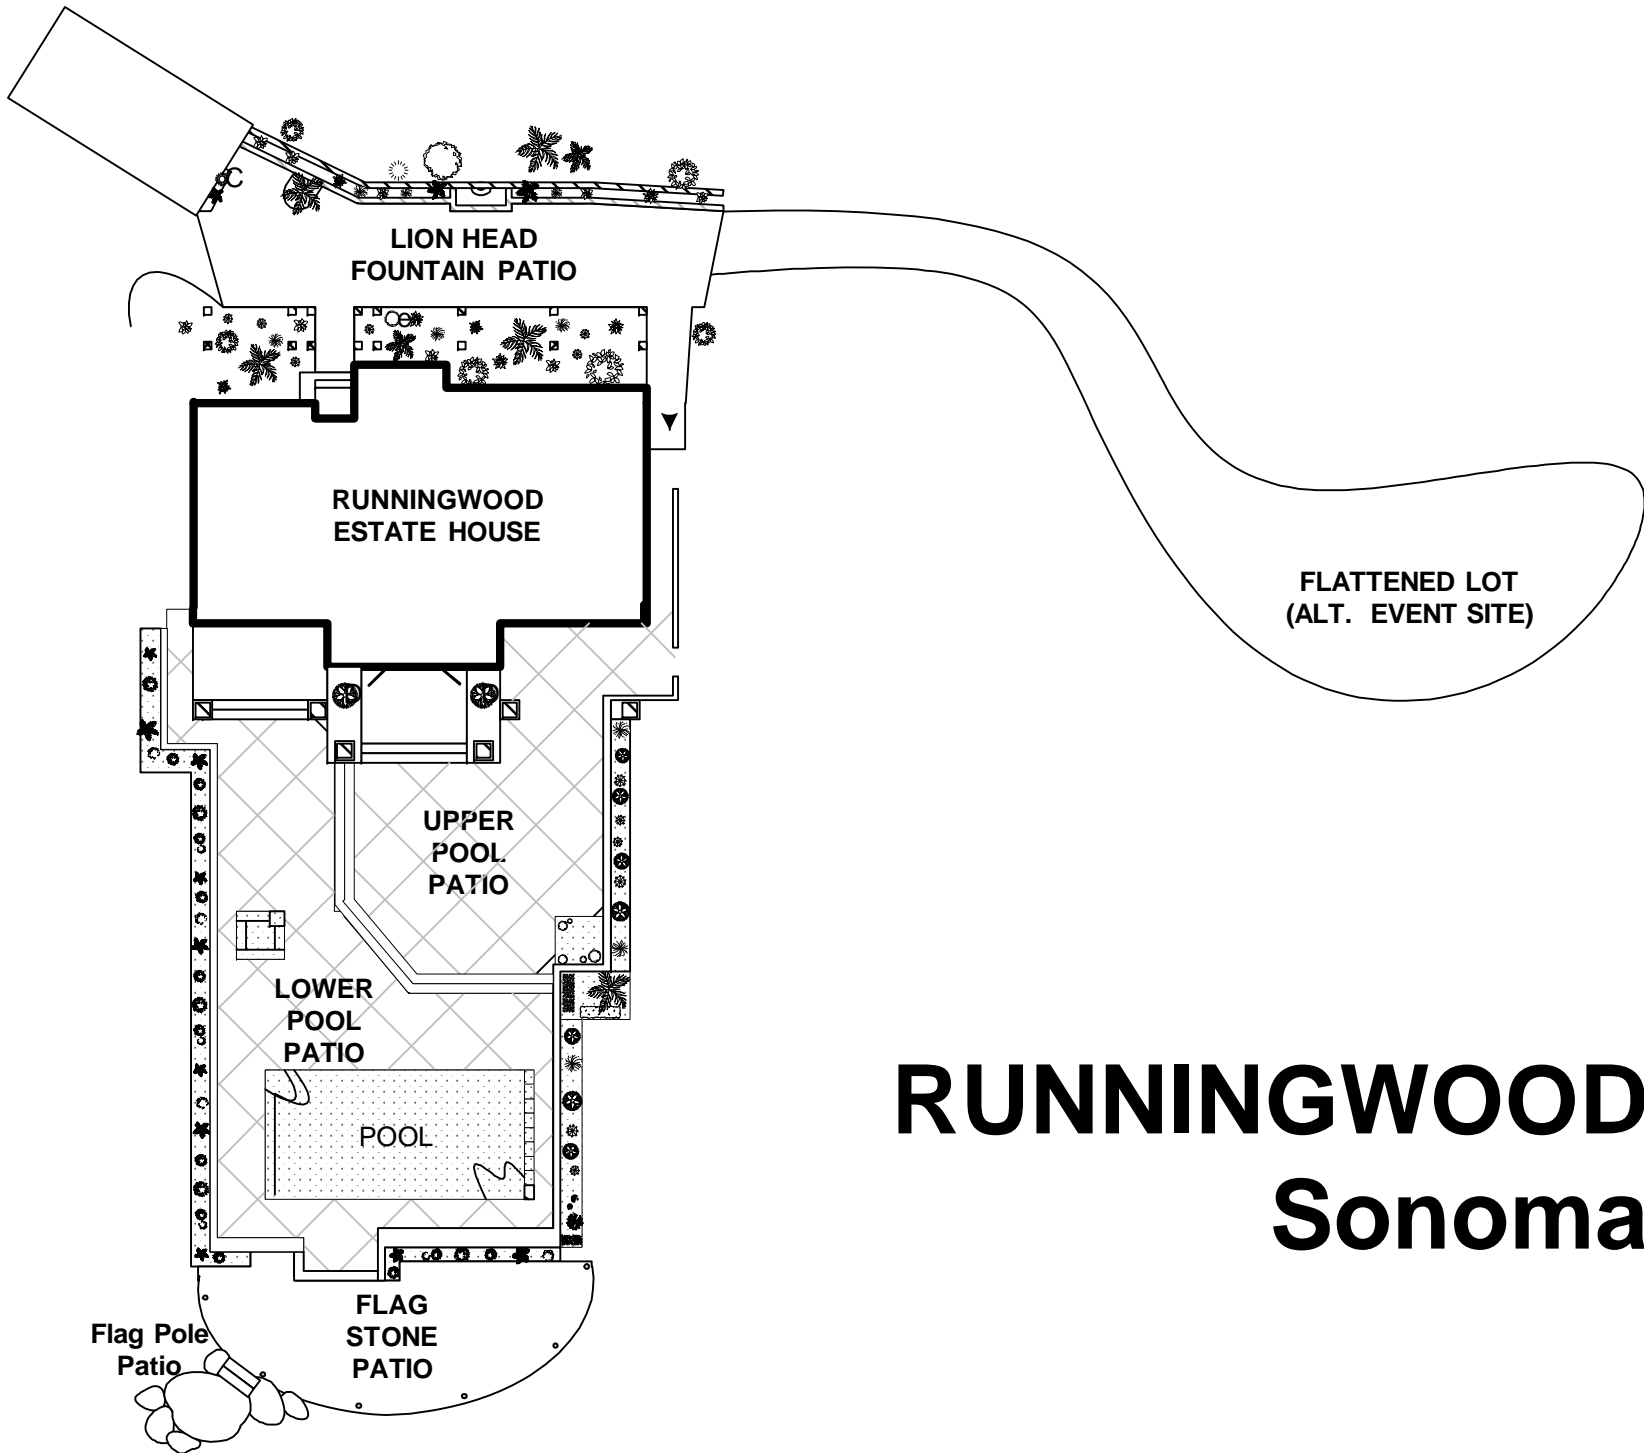 LION HEAD
FOUNTAIN PATIO
RUNNINGWOOD
ESTATE HOUSE
FLATTENED LOT
(ALT. EVENT SITE)
UPPER
POOL
PATIO
LOWER
POOL
PATIO
POOL
RUNNINGWOOD
Sonoma
FLAG
STONE
PATIO
Flag Pole
Patio